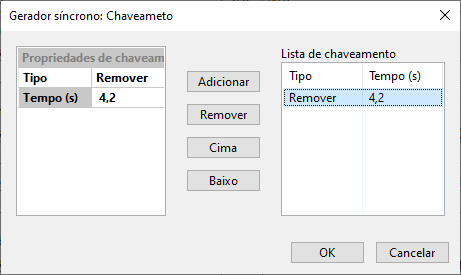 Gerador síncrono: Chaveameto
Propriedades de chaveam
Tipo Remover
Tempo (s) 4,2
Adicionar
Remover
Cima
Baixo
Lista de chaveamento
Tipo Tempo (s)
Remover 4,2
OK Cancelar